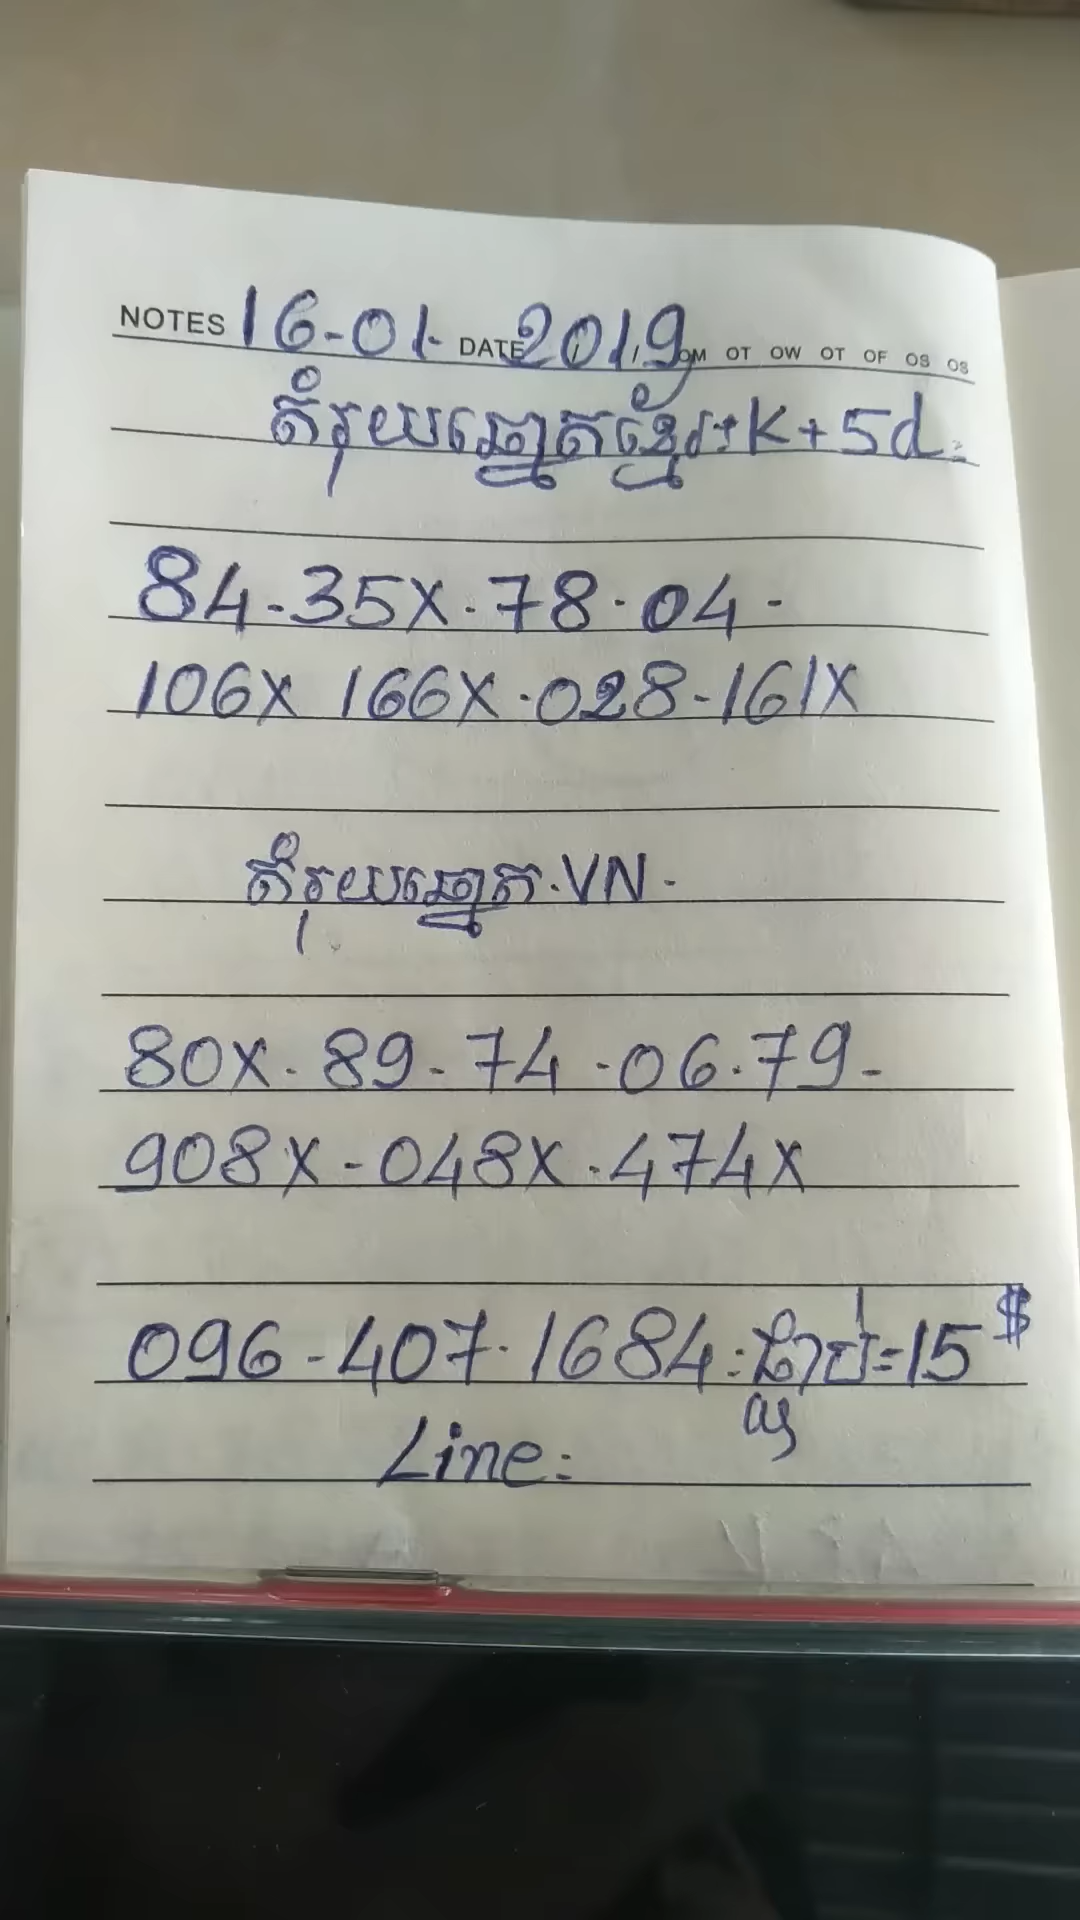 NOTES 16-01- DATE 2019 OM OT OW OT OF OS OS
តំរុយឆ្នោតខ្មែរ+K+5d=
84-35X.78.04-
106X 166X.028-161X
តំរុយឆ្នោត.VN-
80X.89-74-06.79-
908X-048X.474X
096-407.1684= =15$
Line: